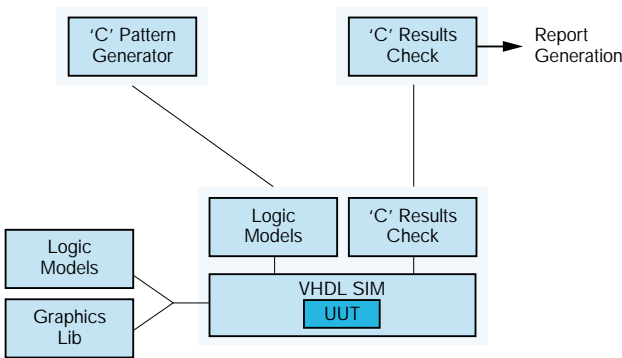 ‘C’ Pattern
Generator
‘C’ Results
Check
Report
Generation
Logic
Models
‘C’ Results
Check
Logic
Models
VHDL SIM
UUT
Graphics
Lib